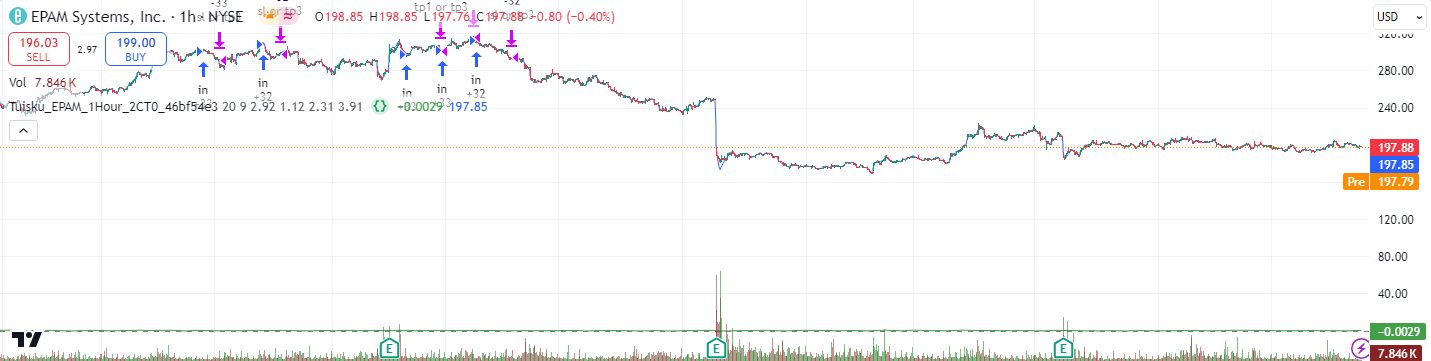 EPAM Systems, Inc. · 1h · NYSE
O198.85 H198.85 L197.76 C197.88 −0.80 (−0.40%)
USD
196.03
SELL
2.97
199.00
BUY
Vol 7.846 K
Tuisku_EPAM_1Hour_2CT0_46bf54e3 20 9 2.92 1.12 2.31 3.91 −0.0029 197.85
-33
sl or tp3
tp1 or tp3
-32
in
in
+32
in
in
in
+32
320.00
280.00
240.00
197.88
197.85
Pre 197.79
120.00
80.00
40.00
−0.0029
7.846 K
E
E
E